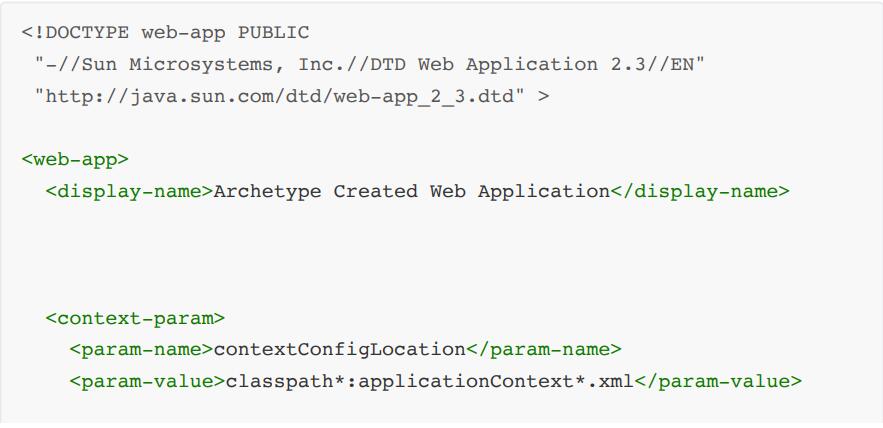 <!DOCTYPE web-app PUBLIC
"-//Sun Microsystems, Inc.//DTD Web Application 2.3//EN"
"http://java.sun.com/dtd/web-app_2_3.dtd" >
<web-app>
<display-name>Archetype Created Web Application</display-name>
<context-param>
<param-name>contextConfigLocation</param-name>
<param-value>classpath*:applicationContext*.xml</param-value>